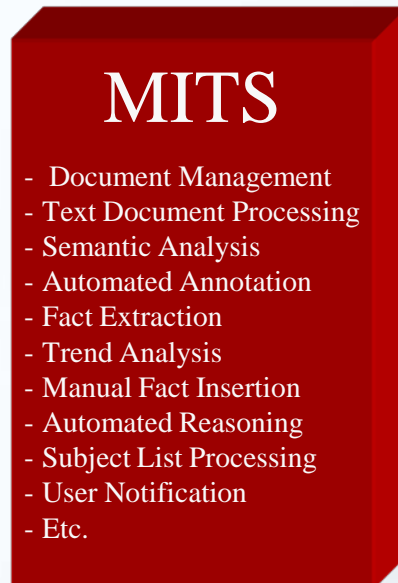 MITS
- Document Management
- Text Document Processing
- Semantic Analysis
- Automated Annotation
- Fact Extraction
- Trend Analysis
- Manual Fact Insertion
- Automated Reasoning
- Subject List Processing
- User Notification
- Etc.